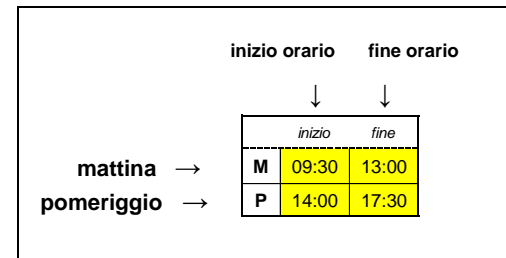 inizio orario fine orario
↓ ↓
inizio fine
mattina → M 09:30 13:00
pomeriggio → P 14:00 17:30